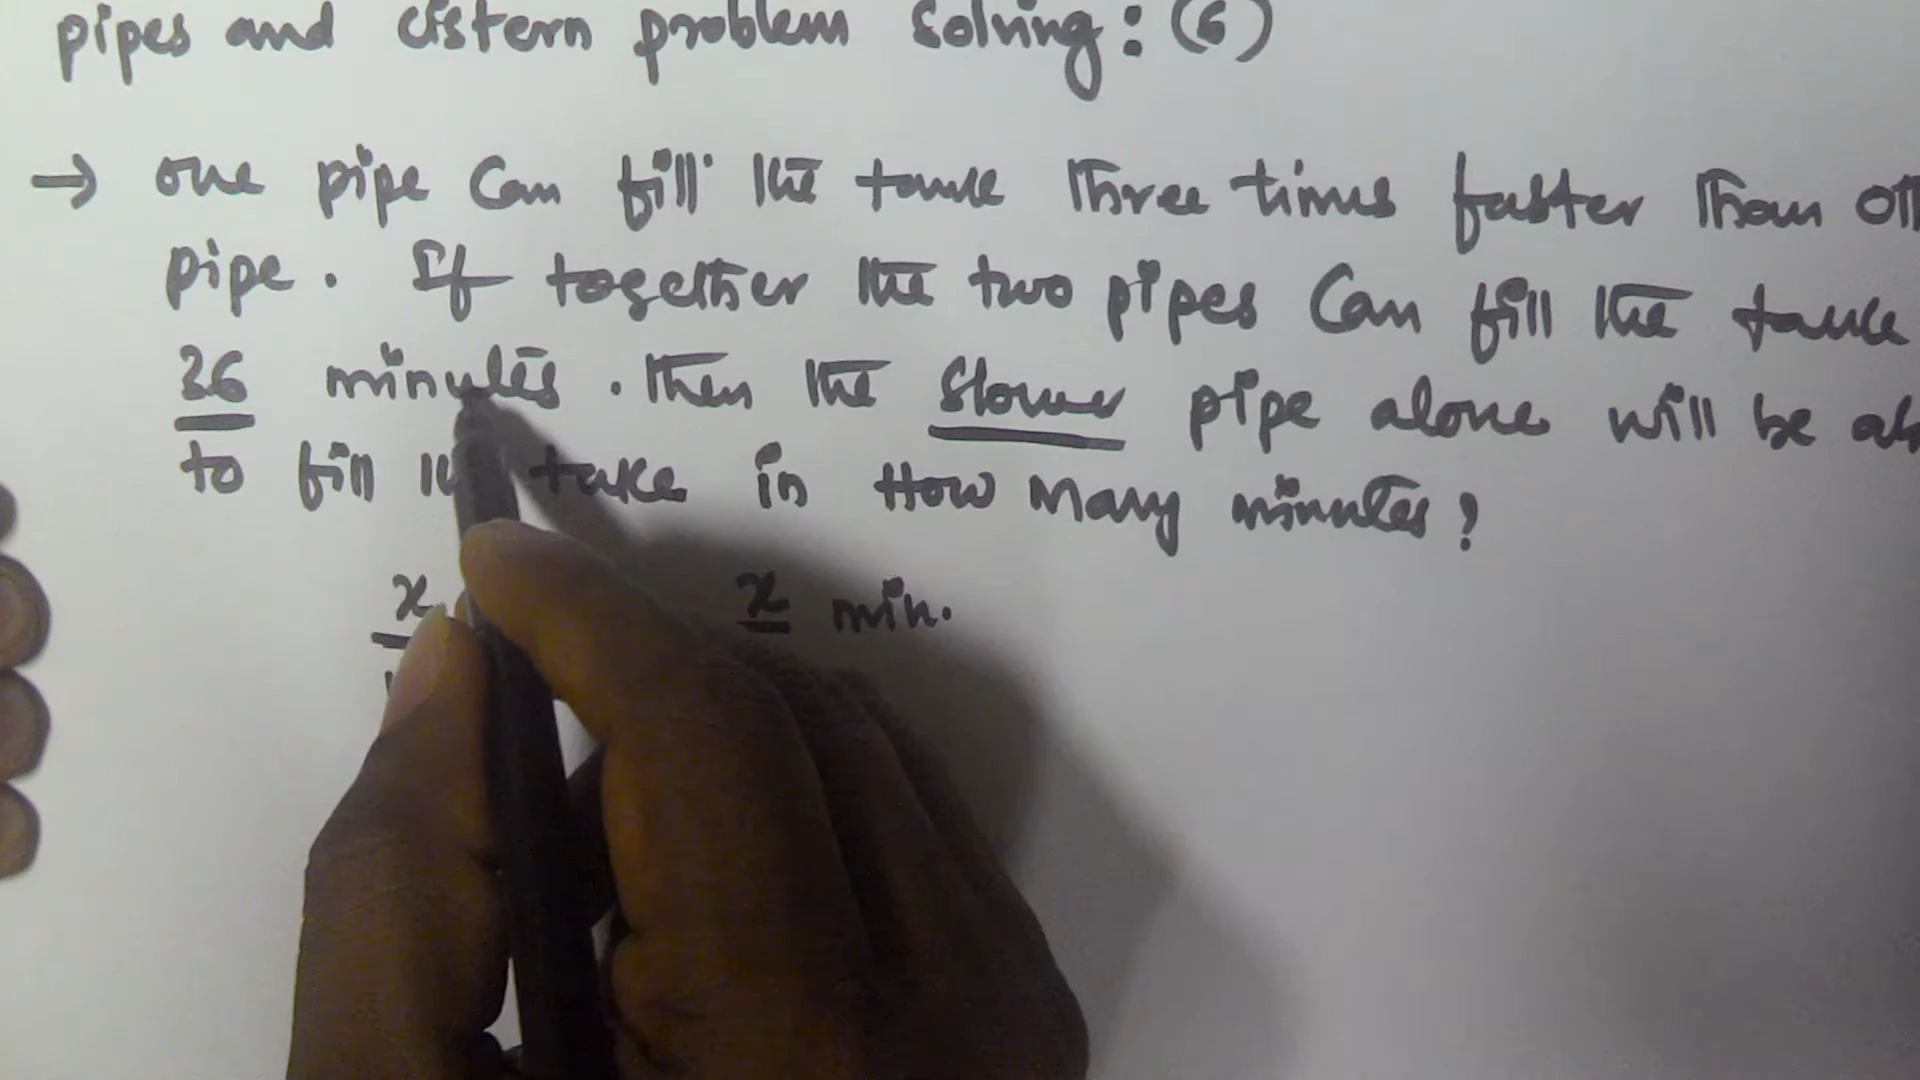 pipes and cistern problem solving: (6)
→ one pipe can fill the tank three times faster than
pipe. If together the two pipes can fill the tank
36 minutes. Then the slower pipe alone will be
to fill take in How many minutes?
x x min.